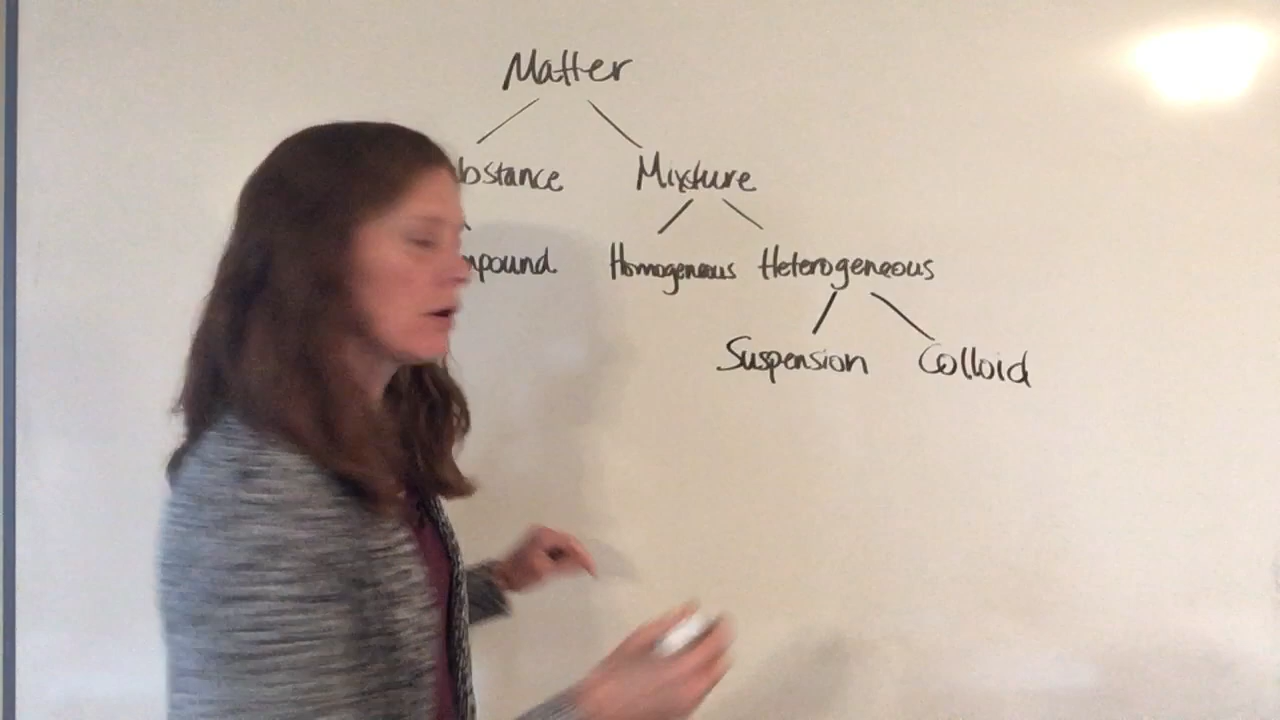 Matter
bstance Mixture
mpound Homogeneous Heterogeneous
Suspension Colloid